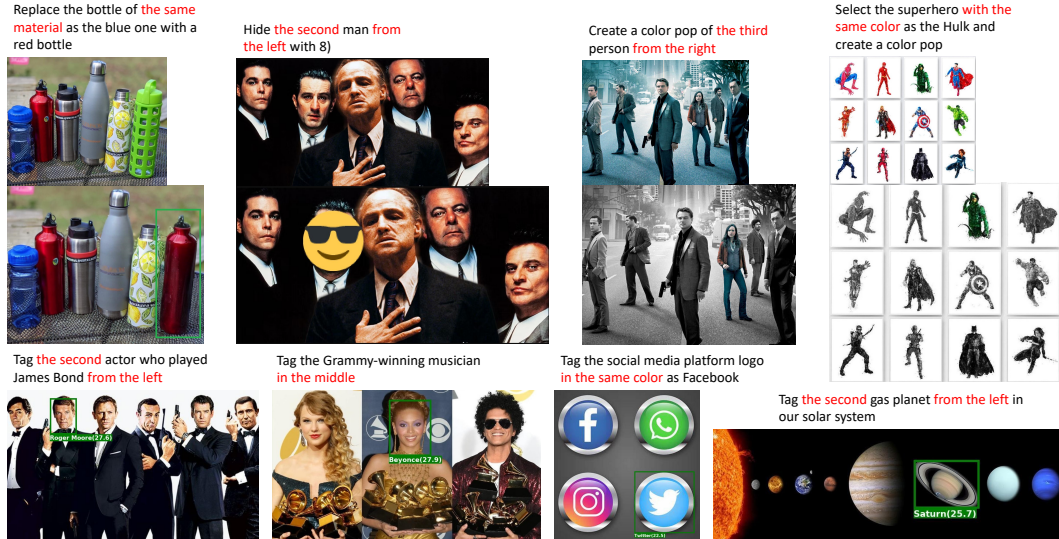 Replace the bottle of the same
material as the blue one with a
red bottle
Hide the second man from
the left with 8)
Create a color pop of the third
person from the right
Select the superhero with the
same color as the Hulk and
create a color pop
Tag the second actor who played
James Bond from the left
Roger Moore(27.6)
Tag the Grammy-winning musician
in the middle
Beyonce(27.9)
Tag the social media platform logo
in the same color as Facebook
Twitter(22.5)
Tag the second gas planet from the left in
our solar system
Saturn(25.7)